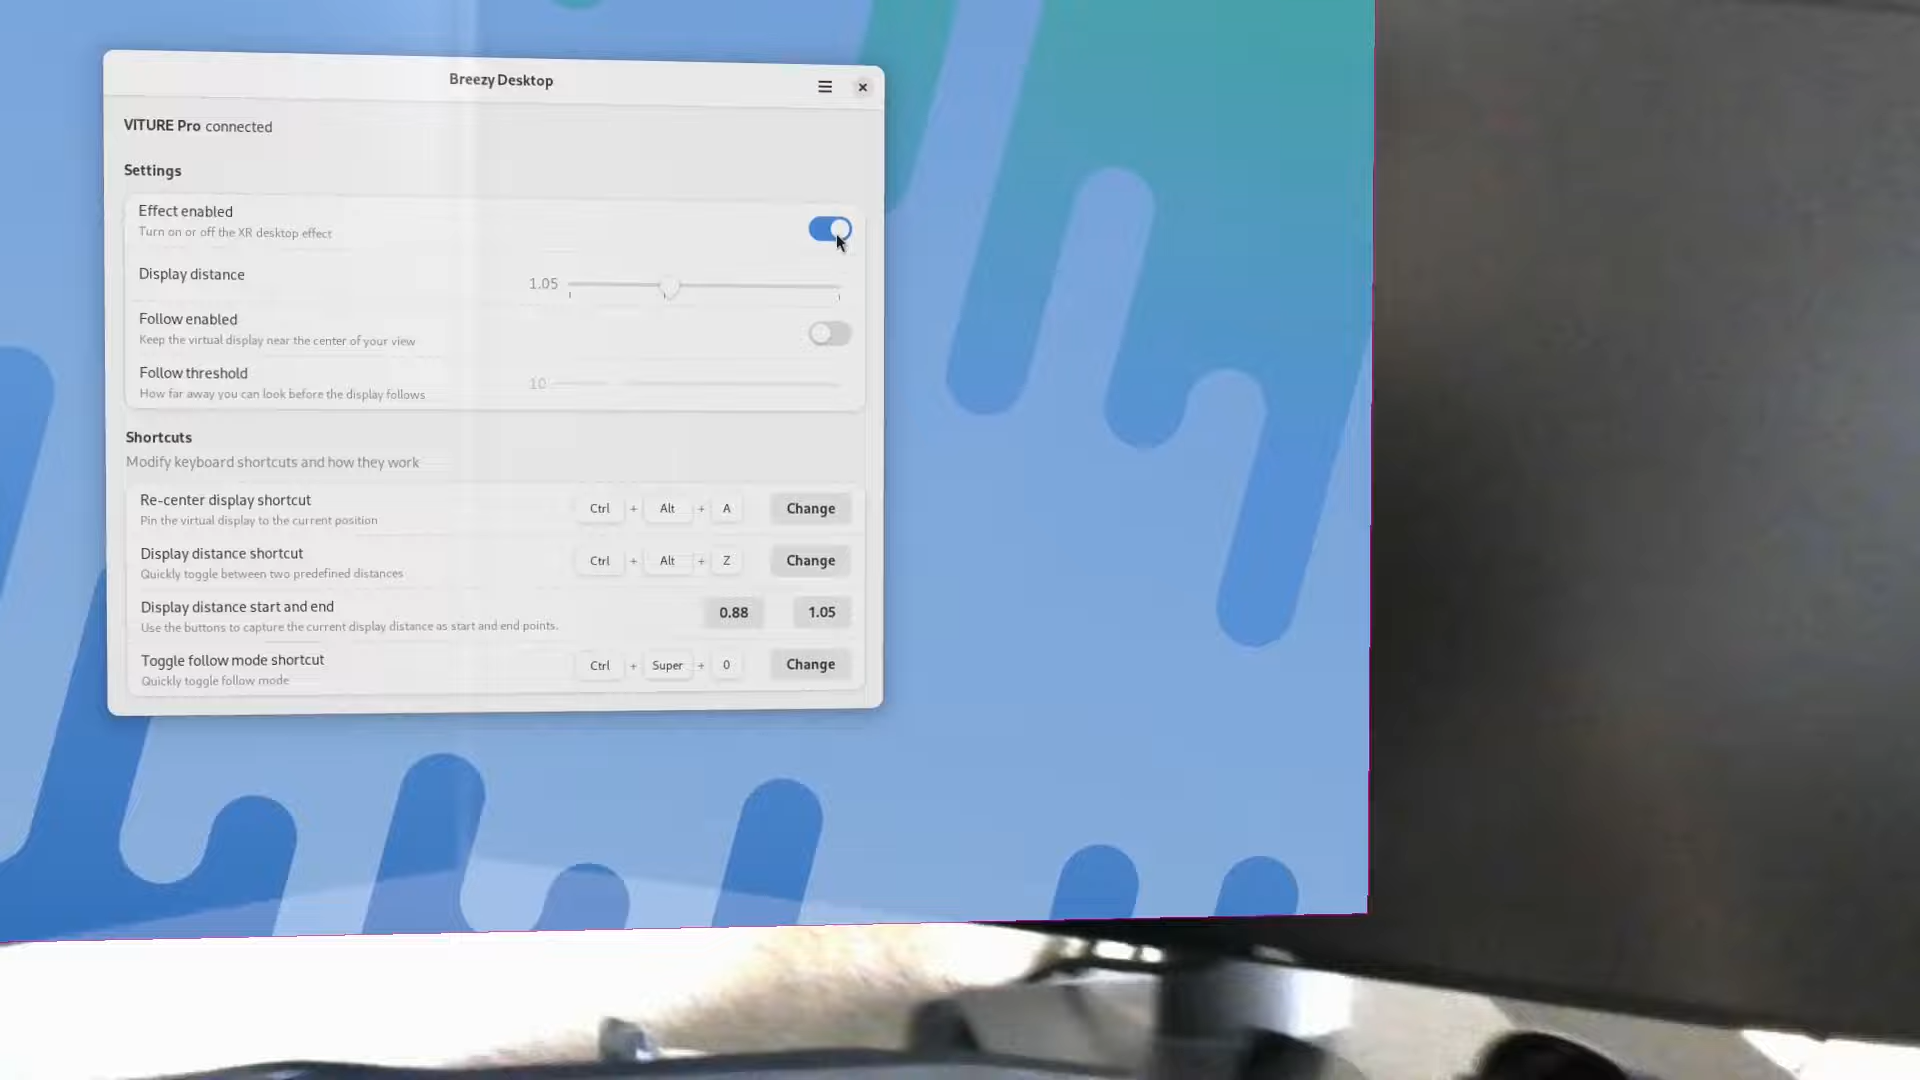 Breezy Desktop
VITURE Pro connected
Settings
Effect enabled
Turn on or off the XR desktop effect
Display distance
1.05
Follow enabled
Keep the virtual display near the center of your view
Follow threshold
How far away you can look before the display follows
10
Shortcuts
Modify keyboard shortcuts and how they work
Re-center display shortcut
Pin the virtual display to the current position
Ctrl + Alt + A Change
Display distance shortcut
Quickly toggle between two predefined distances
Ctrl + Alt + Z Change
Display distance start and end
Use the buttons to capture the current display distance as start and end points.
0.88 1.05
Toggle follow mode shortcut
Quickly toggle follow mode
Ctrl + Super + 0 Change